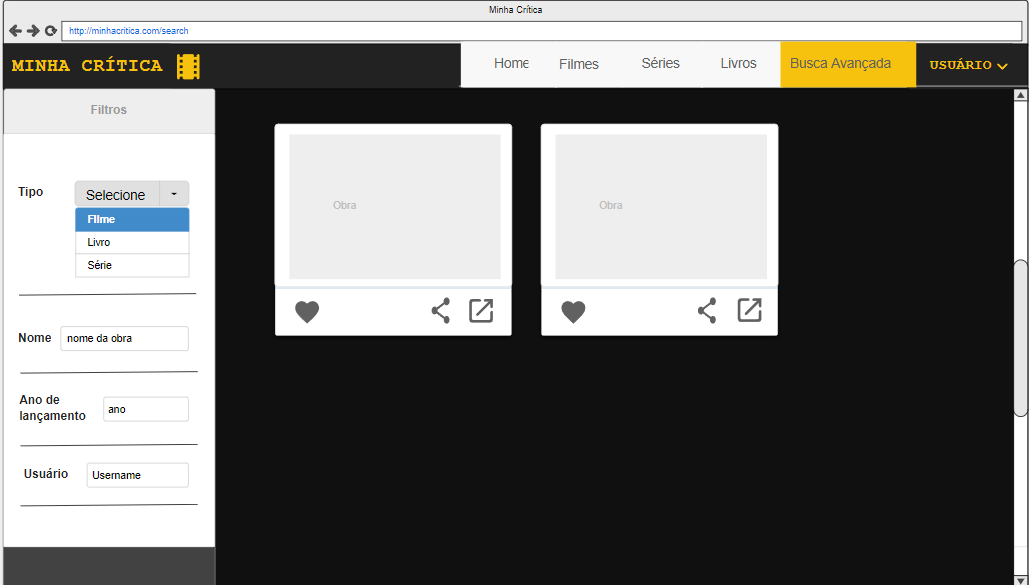 Minha Crítica
http://minhacritica.com/search
MINHA CRÍTICA
Home Filmes Séries Livros Busca Avançada USUÁRIO
Filtros
Tipo Selecione
Filme
Livro
Série
Nome nome da obra
Ano de
lançamento
ano
Usuário Username
Obra Obra